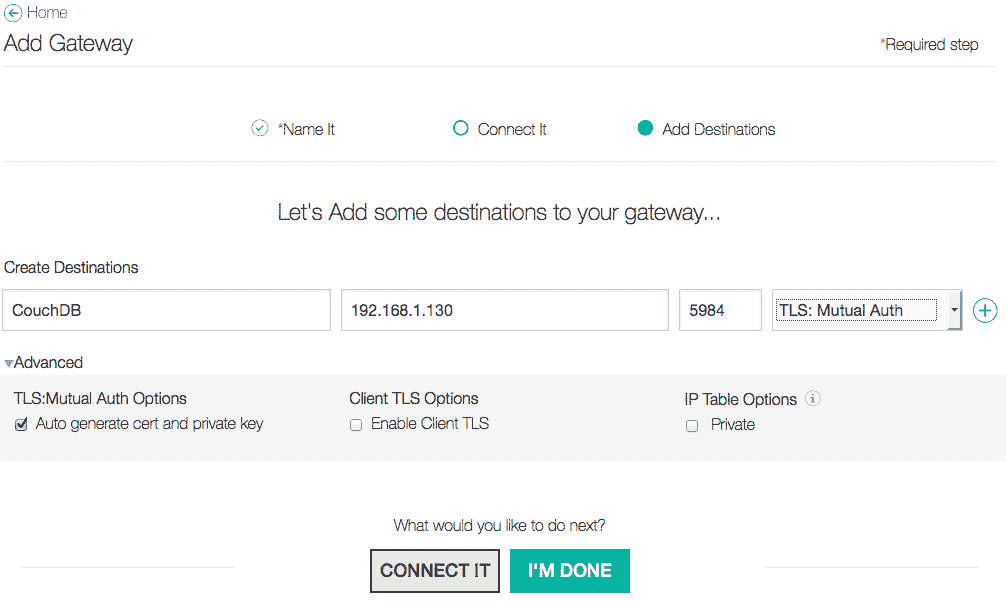 Home
Add Gateway
*Required step
*Name It
Connect It
Add Destinations
Let's Add some destinations to your gateway...
Create Destinations
CouchDB
192.168.1.130
5984
TLS: Mutual Auth
Advanced
TLS:Mutual Auth Options
Client TLS Options
IP Table Options
Auto generate cert and private key
Enable Client TLS
Private
What would you like to do next?
CONNECT IT
I'M DONE